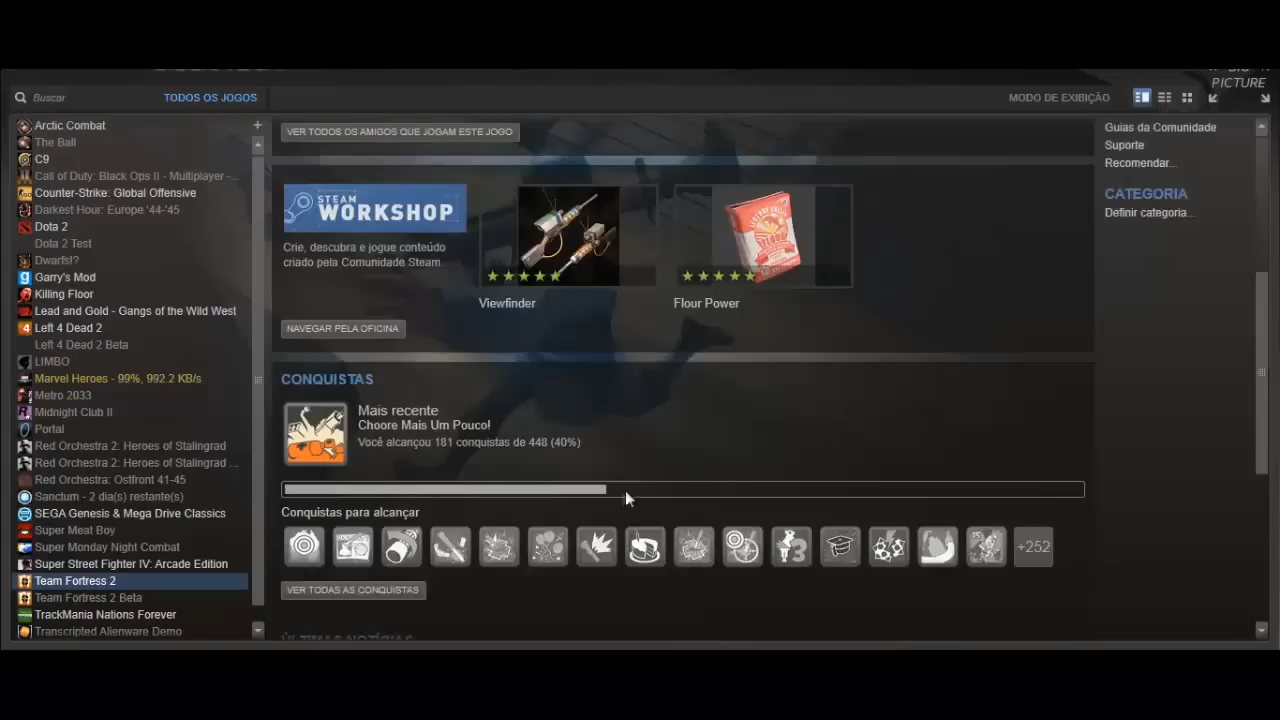 PICTURE
Buscar
TODOS OS JOGOS
MODO DE EXIBIÇÃO
Arctic Combat
The Ball
C9
Call of Duty: Black Ops II - Multiplayer -...
Counter-Strike: Global Offensive
Darkest Hour: Europe '44-'45
Dota 2
Dota 2 Test
Dwarfs!?
Garry's Mod
Killing Floor
Lead and Gold - Gangs of the Wild West
Left 4 Dead 2
Left 4 Dead 2 Beta
LIMBO
Marvel Heroes - 99%, 992.2 KB/s
Metro 2033
Midnight Club II
Portal
Red Orchestra 2: Heroes of Stalingrad
Red Orchestra 2: Heroes of Stalingrad ...
Red Orchestra: Ostfront 41-45
Sanctum - 2 dia(s) restante(s)
SEGA Genesis & Mega Drive Classics
Super Meat Boy
Super Monday Night Combat
Super Street Fighter IV: Arcade Edition
Team Fortress 2
Team Fortress 2 Beta
TrackMania Nations Forever
Transcripted Alienware Demo
VER TODOS OS AMIGOS QUE JOGAM ESTE JOGO
STEAM
WORKSHOP
Crie, descubra e jogue conteúdo
criado pela Comunidade Steam.
Viewfinder
Flour Power
NAVEGAR PELA OFICINA
CONQUISTAS
Mais recente
Choore Mais Um Pouco!
Você alcançou 181 conquistas de 448 (40%)
Conquistas para alcançar
+252
VER TODAS AS CONQUISTAS
ÚLTIMAS NOTÍCIAS
Guias da Comunidade
Suporte
Recomendar...
CATEGORIA
Definir categoria...